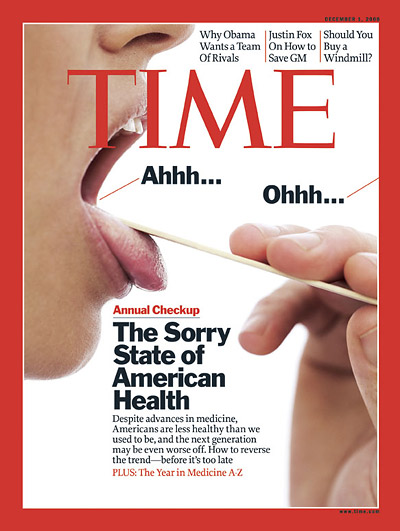 DECEMBER 1, 2008
Why Obama
Wants a Team
Of Rivals
Justin Fox
On How to
Save GM
Should You
Buy a
Windmill?
TIME
Ahhh...
Ohhh...
Annual Checkup
The Sorry
State of
American
Health
Despite advances in medicine,
Americans are less healthy than we
used to be, and the next generation
may be even worse off. How to reverse
the trend—before it's too late
PLUS: The Year in Medicine A-Z
www.time.com